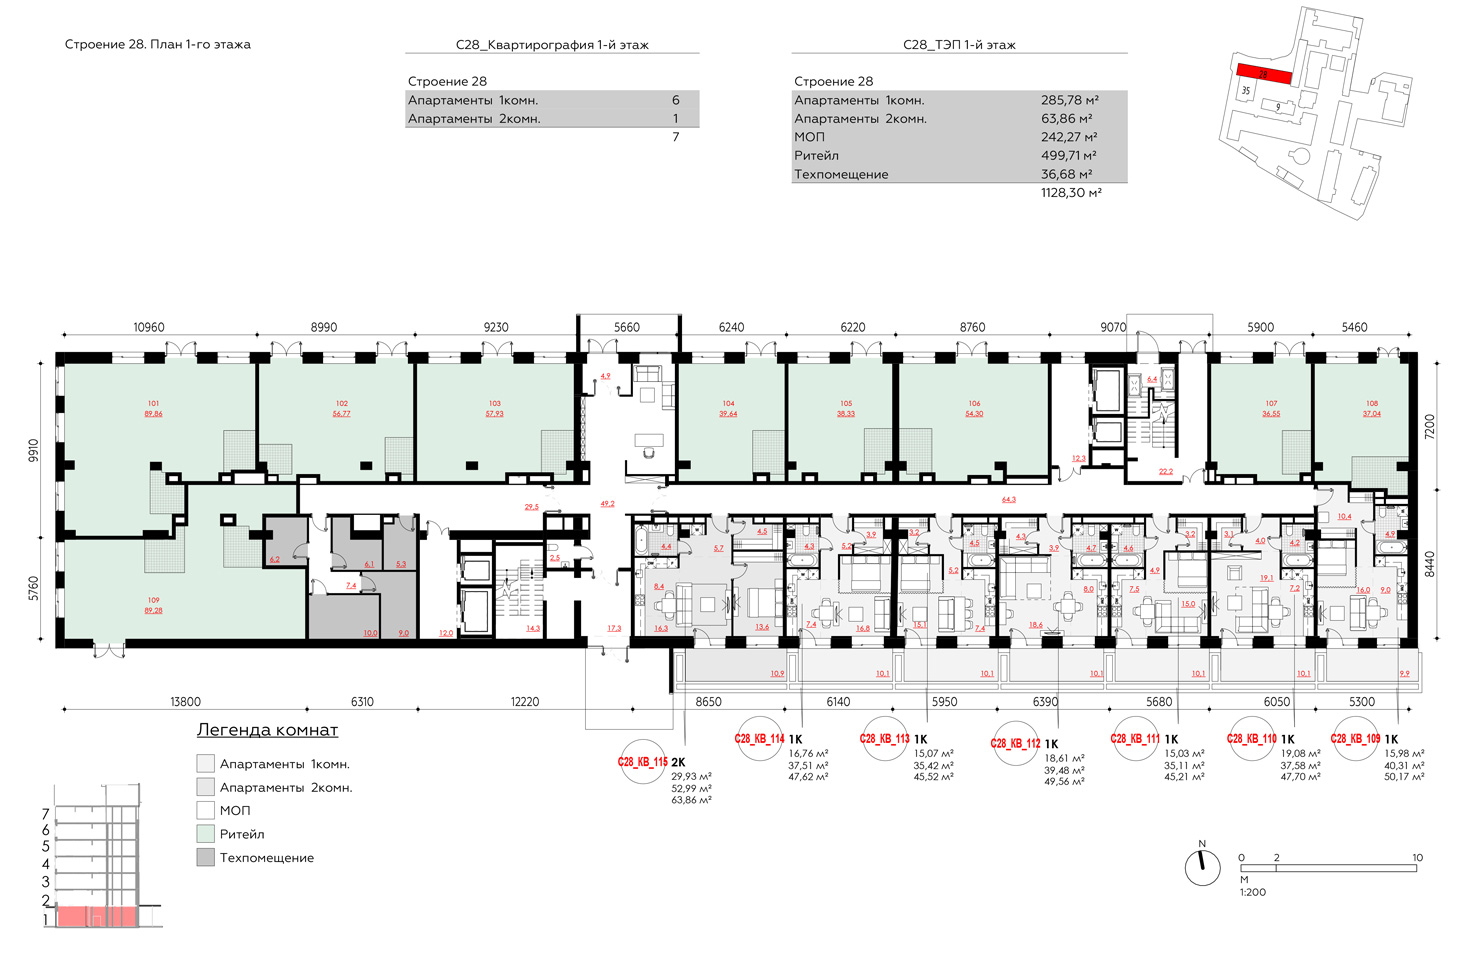 Строение 28. План 1-го этажа
С28_Квартирография 1-й этаж
Строение 28
Апартаменты 1комн. 6
Апартаменты 2комн. 1
7
С28_ТЭП 1-й этаж
Строение 28
Апартаменты 1комн. 285,78 м²
Апартаменты 2комн. 63,86 м²
МОП 242,27 м²
Ритейл 499,71 м²
Техпомещение 36,68 м²
1128,30 м²
28
35
9
10960 8990 9230 5660 6240 6220 8760 9070 5900 5460
9910
5760
7200
8440
101
89.86
102
56.77
103
57.93
4.9
104
39.64
105
38.33
106
54.30
6.4
107
36.55
108
37.04
12.3
22.2
29.5
49.2
64.3
10.4
6.2
6.1
5.3
7.4
10.0
9.0
12.0
14.3
2.5
17.3
109
89.28
4.4
5.7
4.5
8.4
16.3
13.6
10.9
4.3
5.2
3.9
7.4
16.8
10.1
3.2
4.5
5.2
15.1
7.4
10.1
4.3
3.9
4.7
8.0
18.6
10.1
4.6
3.2
4.9
7.5
15.0
10.1
3.1
4.0
4.2
19.1
7.2
10.1
4.9
16.0
9.0
9.9
13800 6310 12220 8650 6140 5950 6390 5680 6050 5300
С28_КВ_115 2К
29,93 м²
52,99 м²
63,86 м²
С28_КВ_114 1К
16,76 м²
37,51 м²
47,62 м²
С28_КВ_113 1К
15,07 м²
35,42 м²
45,52 м²
С28_КВ_112 1К
18,61 м²
39,48 м²
49,56 м²
С28_КВ_111 1К
15,03 м²
35,11 м²
45,21 м²
С28_КВ_110 1К
19,08 м²
37,58 м²
47,70 м²
С28_КВ_109 1К
15,98 м²
40,31 м²
50,17 м²
Легенда комнат
Апартаменты 1комн.
Апартаменты 2комн.
МОП
Ритейл
Техпомещение
7
6
5
4
3
2
1
N
0 2 10
М
1:200